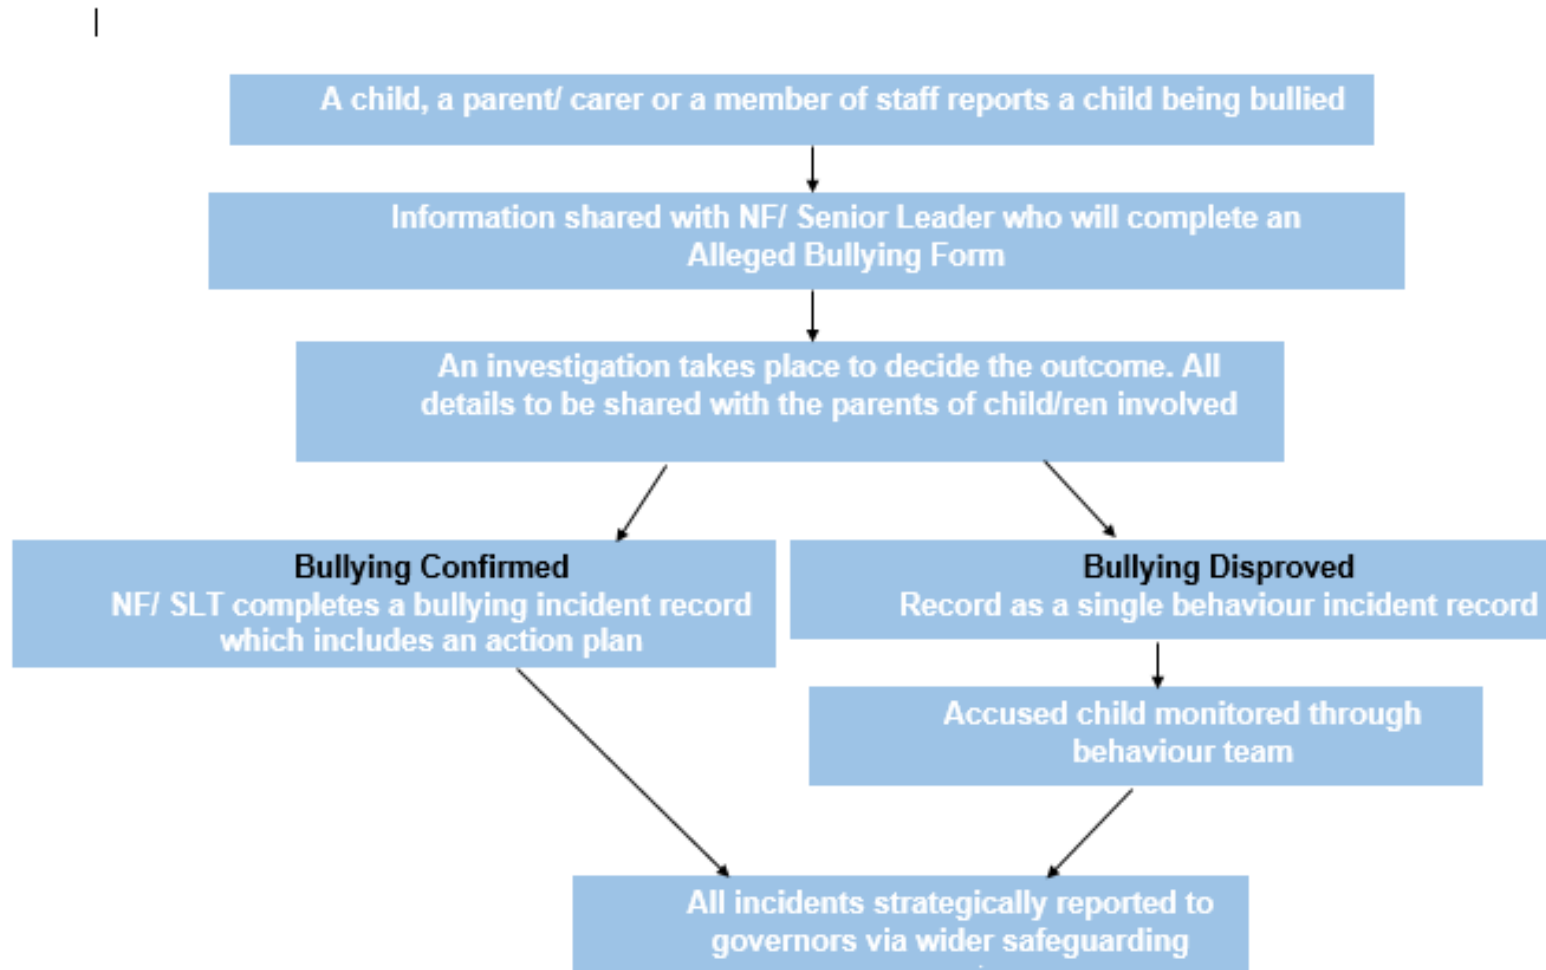 A child, a parent/ carer or a member of staff reports a child being bullied
Information shared with NF/ Senior Leader who will complete an
Alleged Bullying Form
An investigation takes place to decide the outcome. All
details to be shared with the parents of child/ren involved
Bullying Confirmed
NF/ SLT completes a bullying incident record
which includes an action plan
Bullying Disproved
Record as a single behaviour incident record
Accused child monitored through
behaviour team
All incidents strategically reported to
governors via wider safeguarding